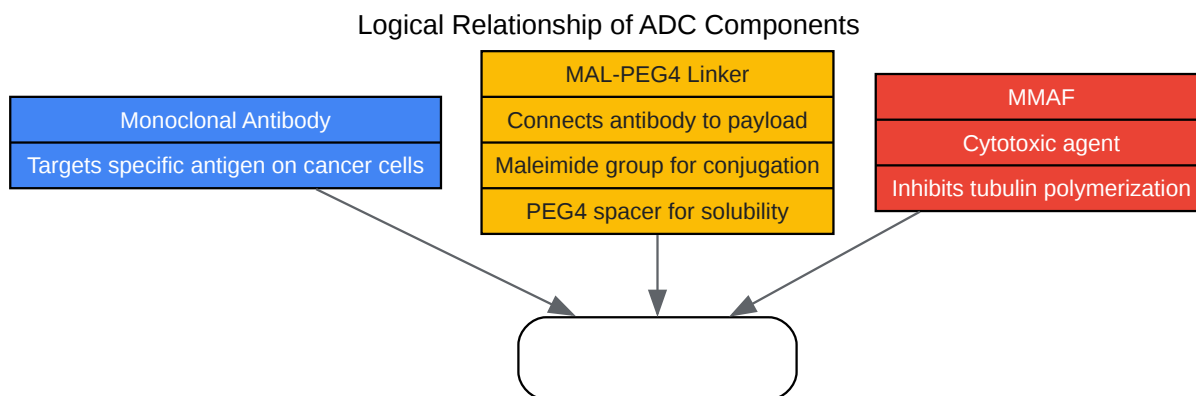 Logical Relationship of ADC Components
Monoclonal Antibody
Targets specific antigen on cancer cells
MAL-PEG4 Linker
Connects antibody to payload
Maleimide group for conjugation
PEG4 spacer for solubility
MMAF
Cytotoxic agent
Inhibits tubulin polymerization